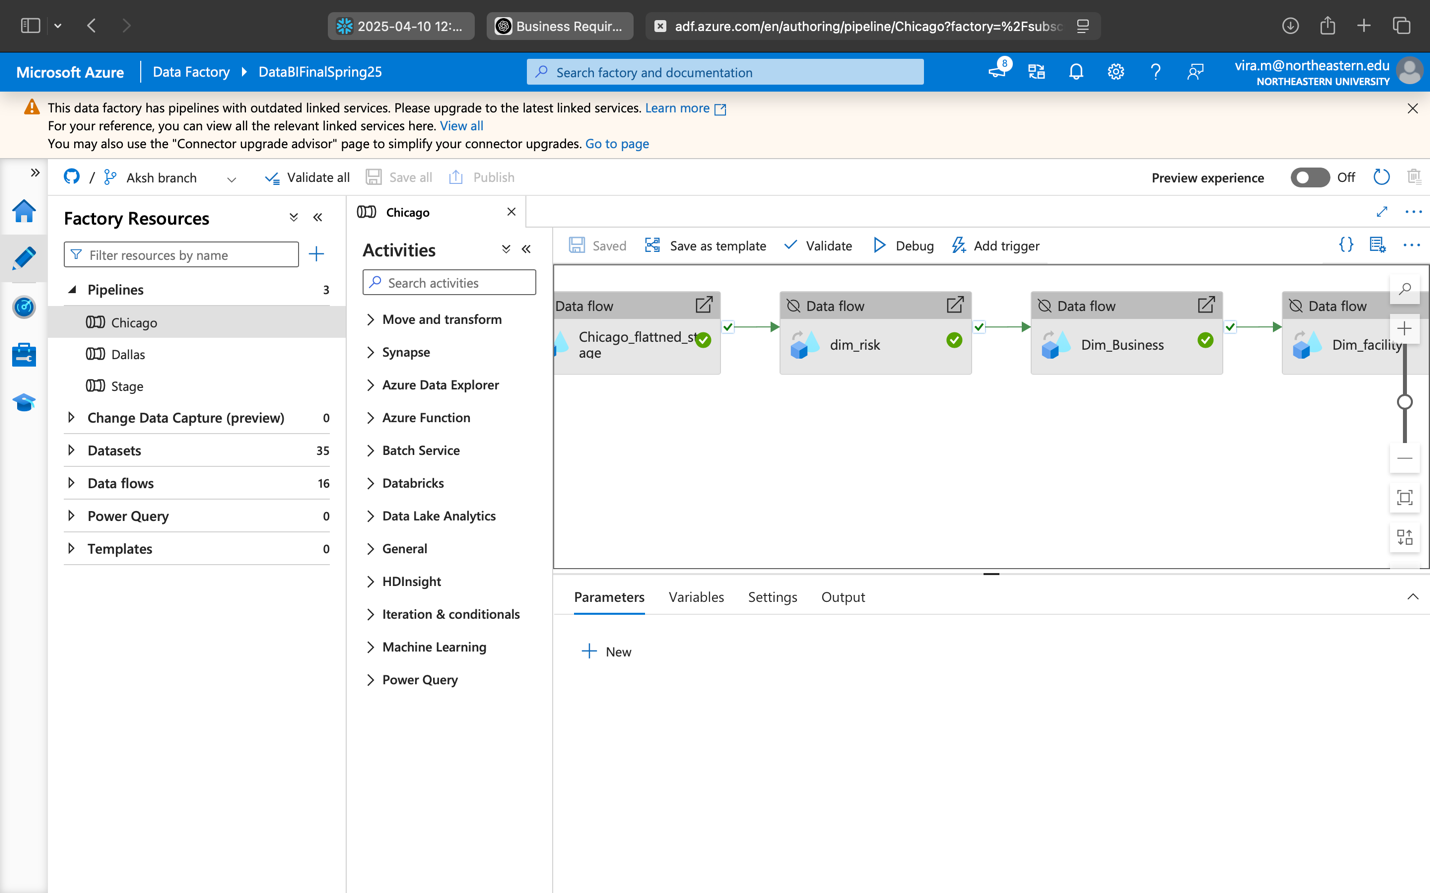 2025-04-10 12:...
Business Requir...
adf.azure.com/en/authoring/pipeline/Chicago?factory=%2Fsubsc
Microsoft Azure
Data Factory
DataBIFinalSpring25
Search factory and documentation
8
vira.m@northeastern.edu
NORTHEASTERN UNIVERSITY
This data factory has pipelines with outdated linked services. Please upgrade to the latest linked services. Learn more
For your reference, you can view all the relevant linked services here. View all
You may also use the "Connector upgrade advisor" page to simplify your connector upgrades. Go to page
/
Aksh branch
Validate all
Save all
Publish
Preview experience
Off
Factory Resources
Filter resources by name
Pipelines 3
Chicago
Dallas
Stage
Change Data Capture (preview) 0
Datasets 35
Data flows 16
Power Query 0
Templates 0
Chicago
Activities
Search activities
Move and transform
Synapse
Azure Data Explorer
Azure Function
Batch Service
Databricks
Data Lake Analytics
General
HDInsight
Iteration & conditionals
Machine Learning
Power Query
Saved
Save as template
Validate
Debug
Add trigger
{}
Data flow
Chicago_flattned_st
age
Data flow
dim_risk
Data flow
Dim_Business
Data flow
Dim_facility
Parameters
Variables
Settings
Output
New